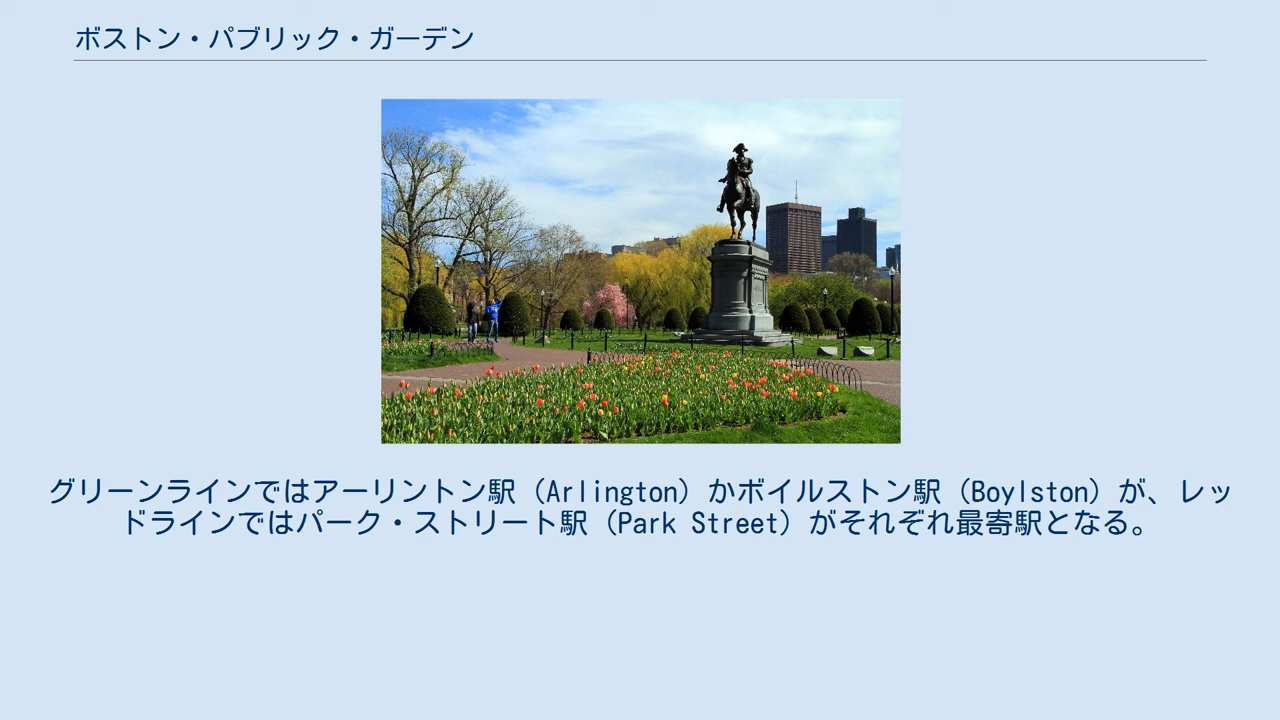 ボストン・パブリック・ガーデン
グリーンラインではアーリントン駅（Arlington）かボイルストン駅（Boylston）が、レッ
ドラインではパーク・ストリート駅（Park Street）がそれぞれ最寄駅となる。